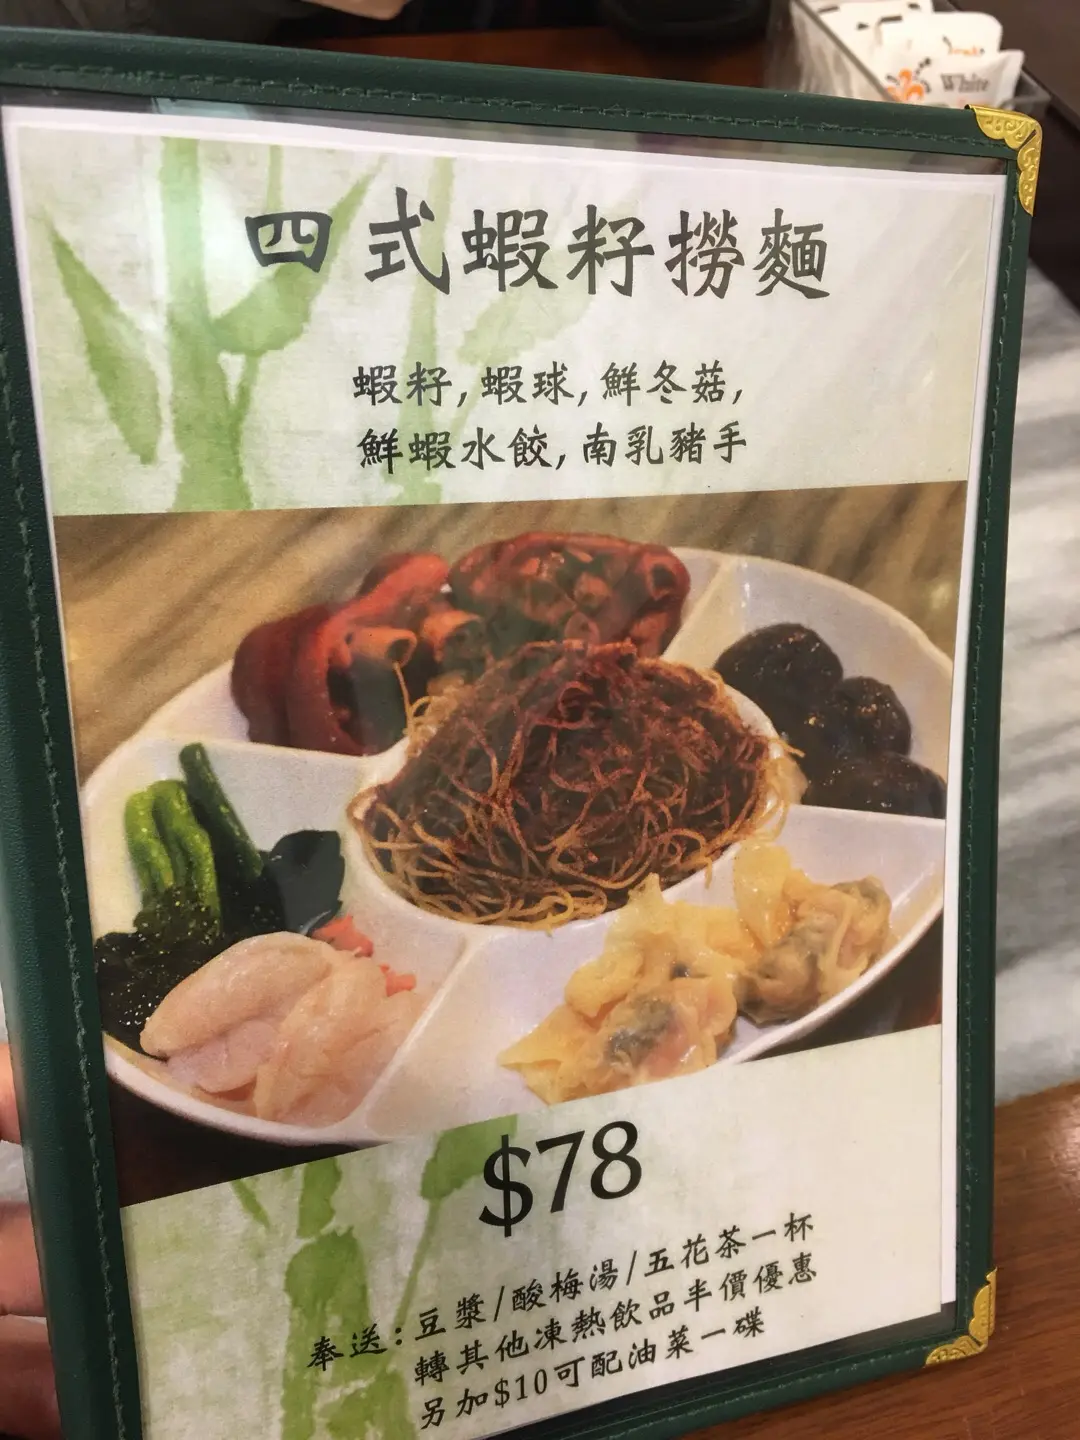 White
四式蝦籽撈麵
蝦籽, 蝦球, 鮮冬菇,
鮮蝦水餃, 南乳豬手
$78
奉送: 豆漿/酸梅湯/五花茶一杯
轉其他凍熱飲品半價優惠
另加$10可配油菜一碟